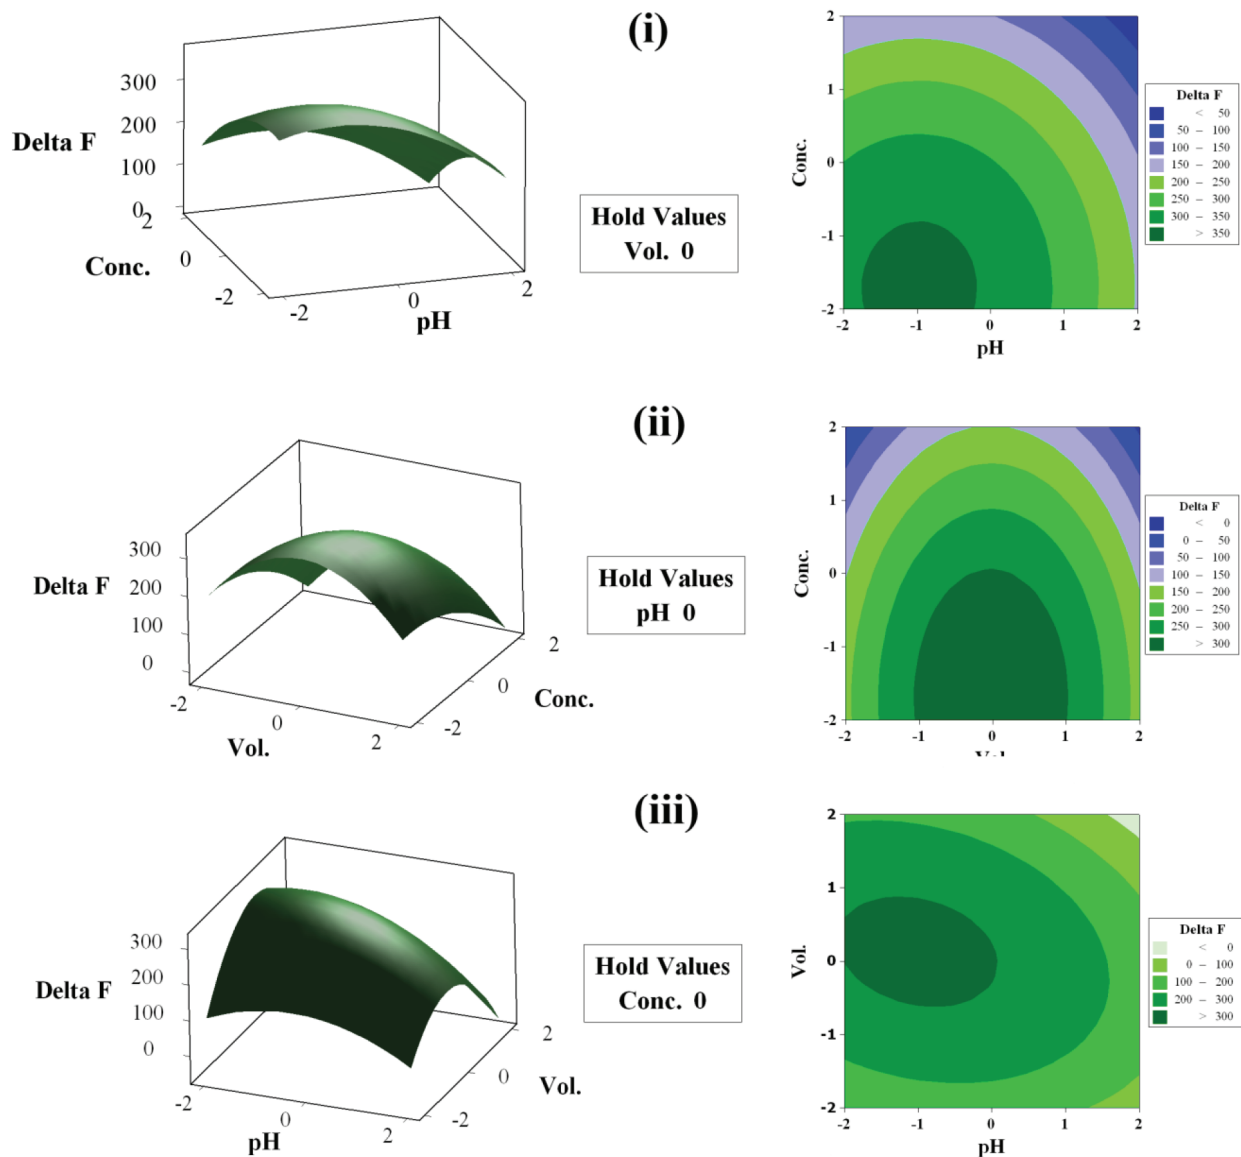 (i)
300
200
100
0
Delta F
2
0
-2
Conc.
-2
0
2
pH
Hold Values
Vol. 0
2
1
0
-1
-2
Conc.
-2
-1
0
1
2
pH
Delta F
< 50
50 – 100
100 – 150
150 – 200
200 – 250
250 – 300
300 – 350
> 350
(ii)
300
200
100
0
Delta F
-2
0
2
Vol.
2
0
-2
Conc.
Hold Values
pH 0
2
1
0
-1
-2
Conc.
-2
-1
0
1
2
Delta F
< 0
0 – 50
50 – 100
100 – 150
150 – 200
200 – 250
250 – 300
> 300
(iii)
300
200
100
0
Delta F
-2
0
2
pH
2
0
-2
Vol.
Hold Values
Conc. 0
2
1
0
-1
-2
Vol.
-2
-1
0
1
2
pH
Delta F
< 0
0 – 100
100 – 200
200 – 300
> 300